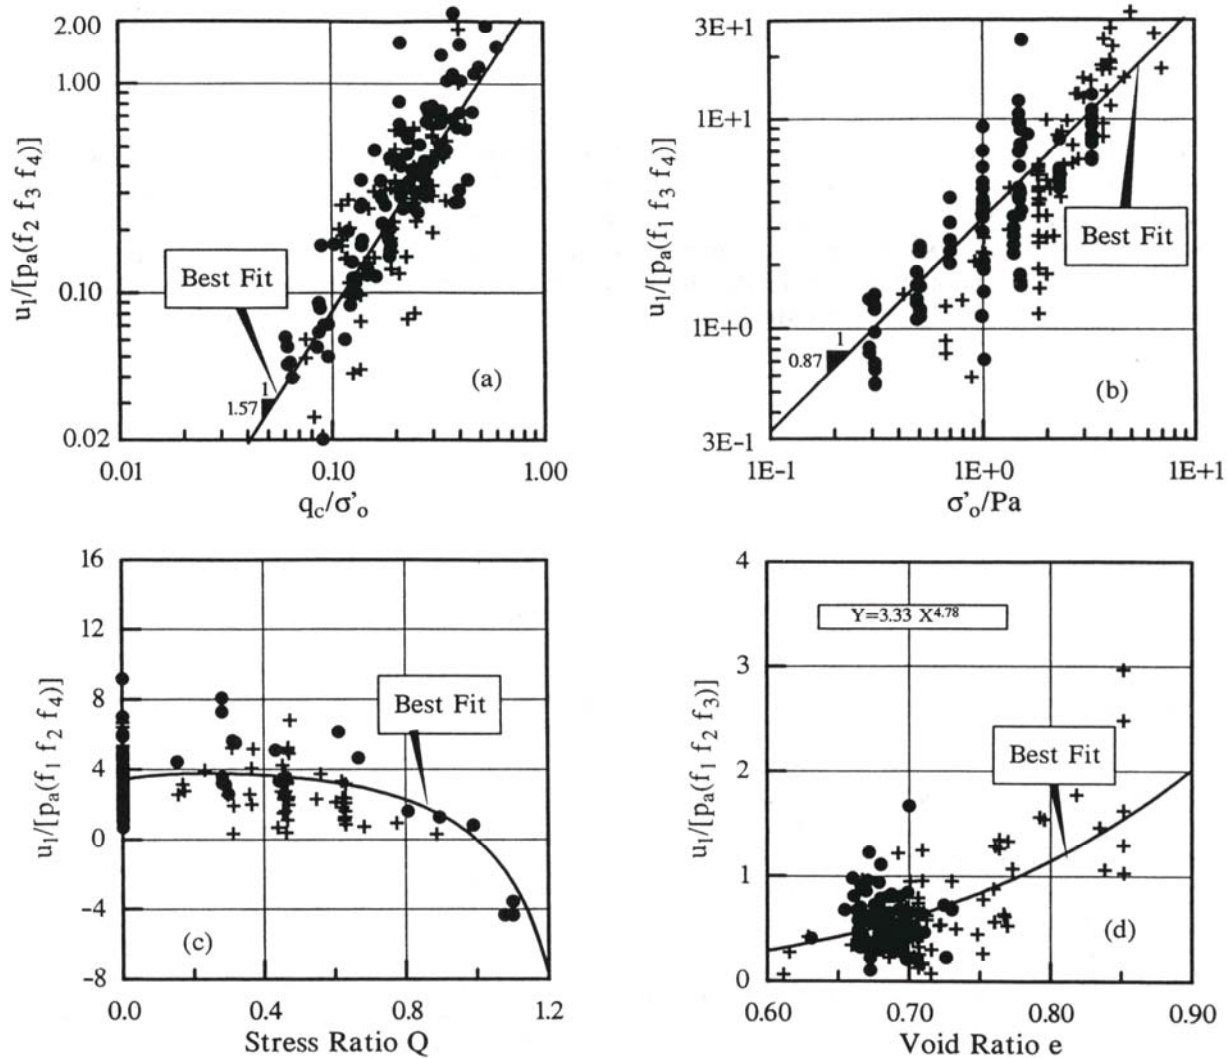 2.00
1.00
0.10
0.02
u₁/[pₐ(f₂ f₃ f₄)]
Best Fit
1
1.57
(a)
0.01 0.10 1.00
q_c/σ'ₒ
3E+1
1E+1
1E+0
3E-1
u₁/[pₐ(f₁ f₃ f₄)]
Best Fit
1
0.87
(b)
1E-1 1E+0 1E+1
σ'ₒ/Pa
16
12
8
4
0
-4
-8
u₁/[pₐ(f₁ f₂ f₄)]
Best Fit
(c)
0.0 0.4 0.8 1.2
Stress Ratio Q
4
3
2
1
0
u₁/[pₐ(f₁ f₂ f₃)]
Y=3.33 X^4.78
Best Fit
(d)
0.60 0.70 0.80 0.90
Void Ratio e